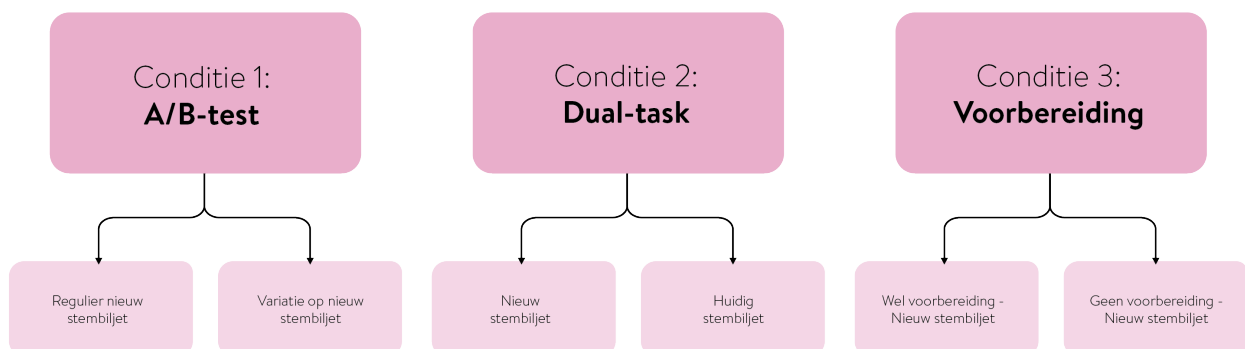 Conditie 1:
A/B-test
Conditie 2:
Dual-task
Conditie 3:
Voorbereiding
Regulier nieuw
stembiljet
Variatie op nieuw
stembiljet
Nieuw
stembiljet
Huidig
stembiljet
Wel voorbereiding -
Nieuw stembiljet
Geen voorbereiding -
Nieuw stembiljet